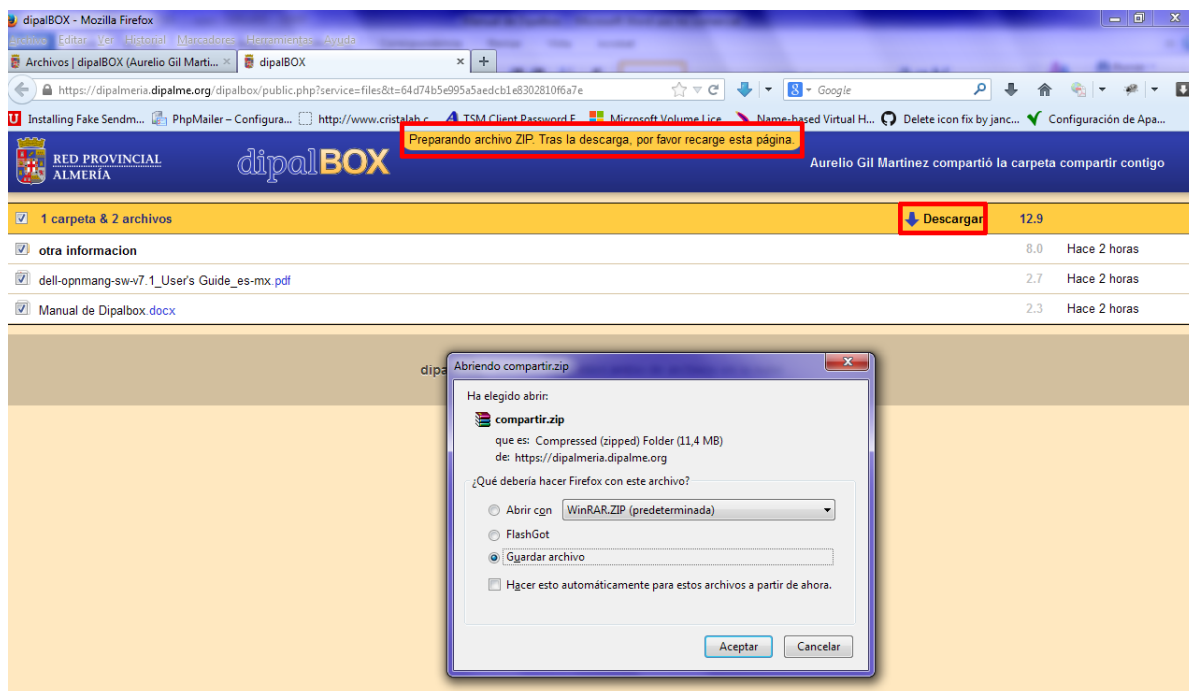 dipalBOX - Mozilla Firefox
Editar Ver Historial Marcadores Herramientas Ayuda
Archivos | dipalBOX (Aurelio Gil Marti...
dipalBOX
https://dipalmeria.dipalme.org/dipalbox/public.php?service=files&t=64d74b5e995a5aedcb1e8302810f6a7e
Google
Installing Fake Sendm... PhpMailer – Configura... http://www.cristalab.c TSM Client Password F Microsoft Volume Lice Name-based Virtual H... Delete icon fix by janc... Configuración de Apa...
Preparando archivo ZIP. Tras la descarga, por favor recarge esta página.
RED PROVINCIAL
ALMERÍA
dipalBOX
Aurelio Gil Martinez compartió la carpeta compartir contigo
1 carpeta & 2 archivos Descargar 12.9
otra informacion 8.0 Hace 2 horas
dell-opnmang-sw-v7.1_User's Guide_es-mx.pdf 2.7 Hace 2 horas
Manual de Dipalbox.docx 2.3 Hace 2 horas
dipa
Abriendo compartir.zip
Ha elegido abrir:
compartir.zip
que es: Compressed (zipped) Folder (11,4 MB)
de: https://dipalmeria.dipalme.org
¿Qué debería hacer Firefox con este archivo?
Abrir con WinRAR.ZIP (predeterminada)
FlashGot
Guardar archivo
Hacer esto automáticamente para estos archivos a partir de ahora.
Aceptar Cancelar